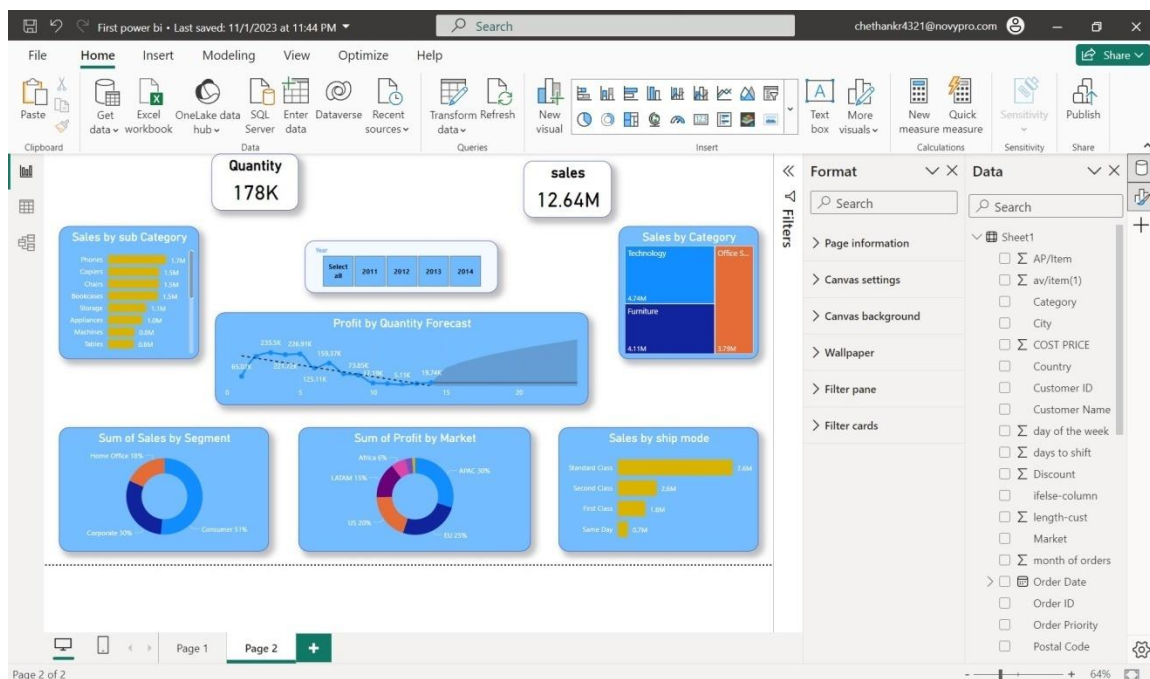 First power bi • Last saved: 11/1/2023 at 11:44 PM
Search
chethankr4321@novypro.com
File Home Insert Modeling View Optimize Help
Share
Paste
Get data
Excel workbook
OneLake data hub
SQL Server
Enter data
Dataverse
Recent sources
Transform data
Refresh
New visual
Text box
More visuals
New measure
Quick measure
Sensitivity
Publish
Clipboard
Data
Queries
Insert
Calculations
Sensitivity
Share
Quantity
178K
sales
12.64M
Sales by sub Category
Phones 1.7M
Copiers 1.5M
Chairs 1.5M
Bookcases 1.5M
Storage 1.1M
Appliances 1.0M
Machines 0.8M
Tables 0.8M
Year
Select all
2011
2012
2013
2014
Sales by Category
Technology
4.74M
Furniture
4.11M
Office S...
3.79M
Profit by Quantity Forecast
235.5K
226.91K
159.37K
125.11K
73.85K
5.13K
19.74K
0 5 10 15 20
Sum of Sales by Segment
Home Office 18%
Corporate 30%
Consumer 51%
Sum of Profit by Market
Africa 6%
LATAM 15%
US 20%
APAC 30%
EU 25%
Sales by ship mode
Standard Class
Second Class 2.6M
First Class 1.8M
Same Day 0.7M
Filters
Format
Search
Page information
Canvas settings
Canvas background
Wallpaper
Filter pane
Filter cards
Data
Search
Sheet1
AP/Item
av/item(1)
Category
City
COST PRICE
Country
Customer ID
Customer Name
day of the week
days to shift
Discount
ifelse-column
length-cust
Market
month of orders
Order Date
Order ID
Order Priority
Postal Code
Page 1
Page 2
Page 2 of 2
64%